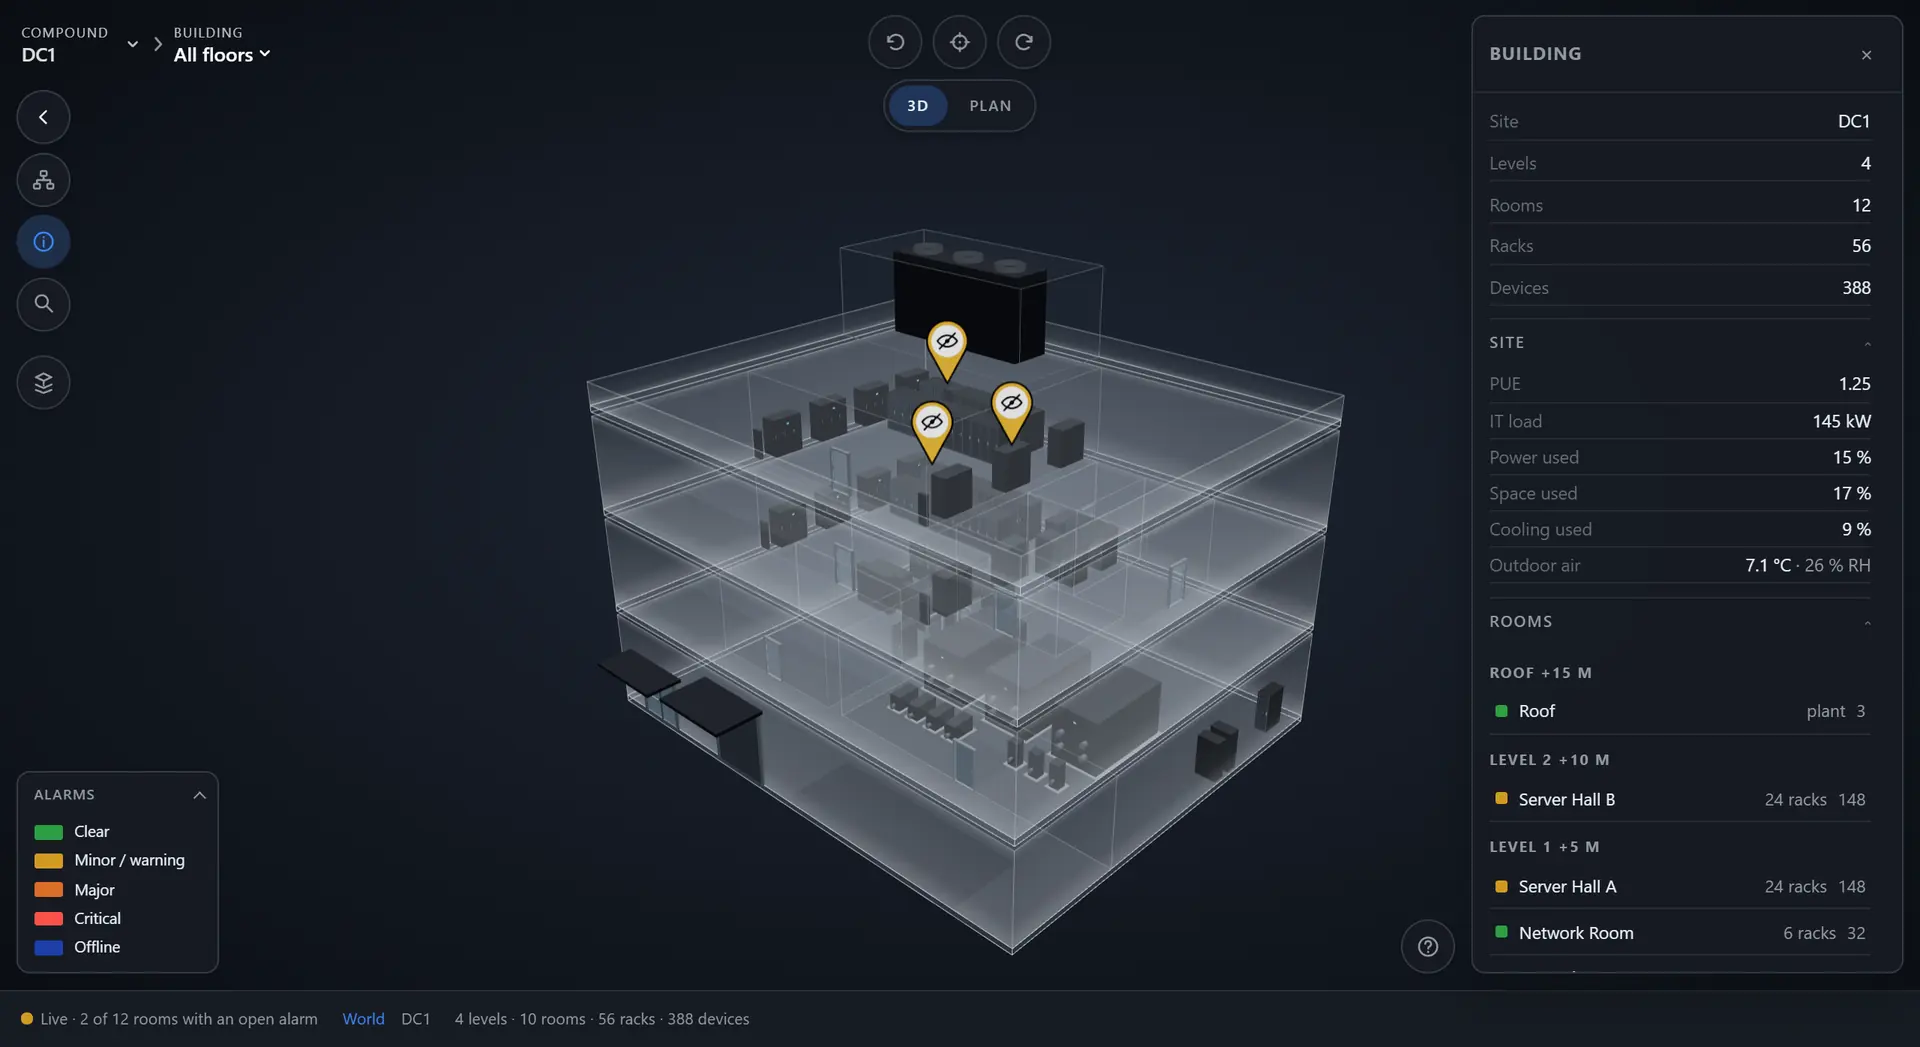 COMPOUND
DC1
BUILDING
All floors
3D PLAN
BUILDING
Site DC1
Levels 4
Rooms 12
Racks 56
Devices 388
SITE
PUE 1.25
IT load 145 kW
Power used 15 %
Space used 17 %
Cooling used 9 %
Outdoor air 7.1 °C · 26 % RH
ROOMS
ROOF +15 M
Roof plant 3
LEVEL 2 +10 M
Server Hall B 24 racks 148
LEVEL 1 +5 M
Server Hall A 24 racks 148
Network Room 6 racks 32
ALARMS
Clear
Minor / warning
Major
Critical
Offline
Live · 2 of 12 rooms with an open alarm World DC1 4 levels · 10 rooms · 56 racks · 388 devices